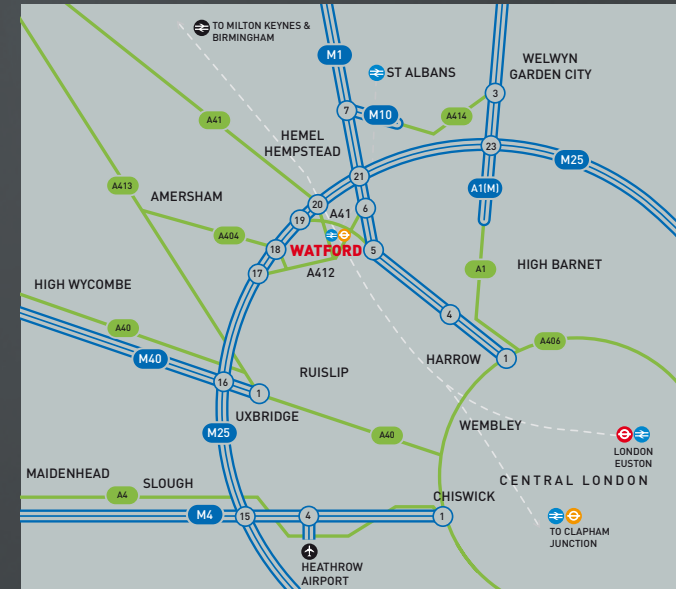 TO MILTON KEYNES &
BIRMINGHAM
M1
ST ALBANS
WELWYN
GARDEN CITY
3
7
M10
A414
A41
HEMEL
HEMPSTEAD
23
M25
A413
21
A1(M)
AMERSHAM
20
A41
6
19
A404
18
WATFORD
5
17
A412
A1
HIGH BARNET
HIGH WYCOMBE
A40
4
M40
HARROW
1
A406
RUISLIP
16
1
UXBRIDGE
M25
A40
WEMBLEY
LONDON
EUSTON
MAIDENHEAD
SLOUGH
CENTRAL LONDON
A4
CHISWICK
M4
15
4
1
TO CLAPHAM
JUNCTION
HEATHROW
AIRPORT